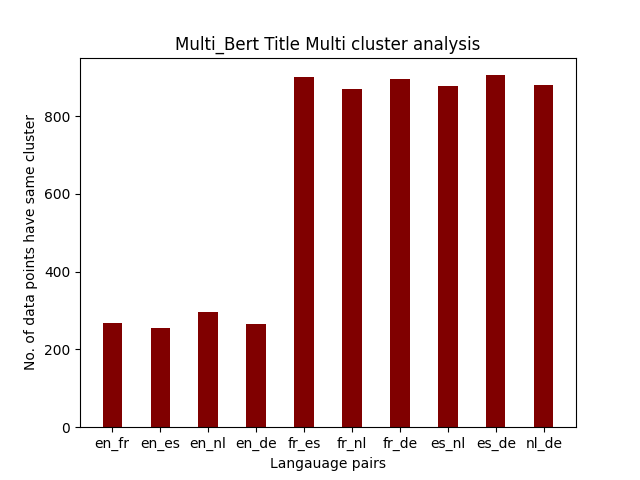 Multi_Bert Title Multi cluster analysis
No. of data points have same cluster
800
600
400
200
0
en_fr en_es en_nl en_de fr_es fr_nl fr_de es_nl es_de nl_de
Langauage pairs